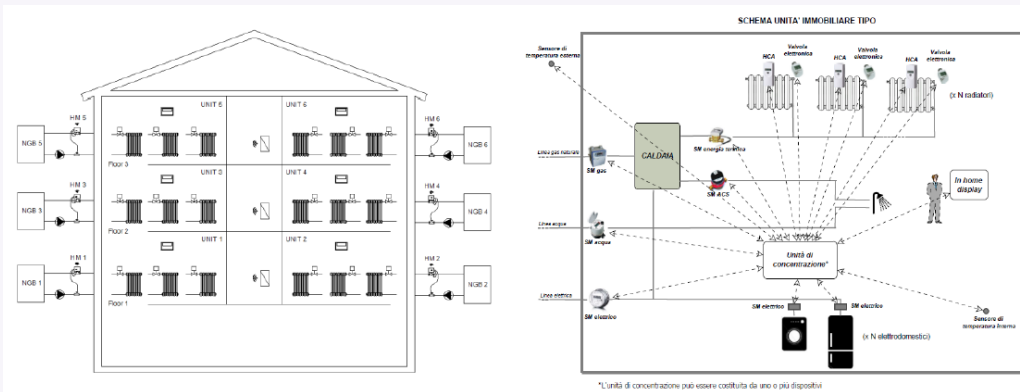 HM 5
NGB 5
UNIT 5
UNIT 6
HM 6
NGB 6
Floor 3
HM 3
NGB 3
UNIT 3
UNIT 4
HM 4
NGB 4
Floor 2
HM 1
NGB 1
UNIT 1
UNIT 2
HM 2
NGB 2
Floor 1
SCHEMA UNITA' IMMOBILIARE TIPO
Sensore di
temperatura esterna
HCA
Valvola
elettronica
HCA
Valvola
elettronica
HCA
Valvola
elettronica
(x N radiatori)
Linea gas naturale
SM gas
CALDAIA
SM energia termica
SM ACS
In home
display
Linea acqua
SM acqua
Unità di
concentrazione*
Linea elettrica
SM elettrico
SM elettrico
SM elettrico
Sensore di
temperatura interna
(x N elettrodomestici)
*L'unità di concentrazione può essere costituita da uno o più dispositivi